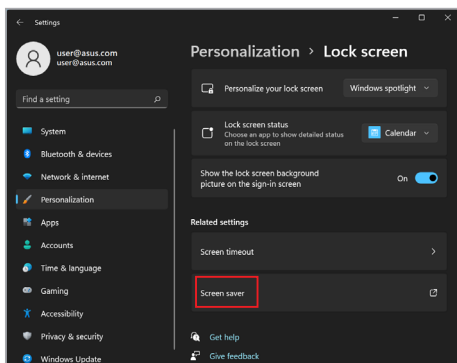 Settings
user@asus.com
user@asus.com
Find a setting
System
Bluetooth & devices
Network & internet
Personalization
Apps
Accounts
Time & language
Gaming
Accessibility
Privacy & security
Windows Update
Personalization > Lock screen
Personalize your lock screen
Windows spotlight
Lock screen status
Choose an app to show detailed status
on the lock screen
Calendar
Show the lock screen background
picture on the sign-in screen
On
Related settings
Screen timeout
Screen saver
Get help
Give feedback